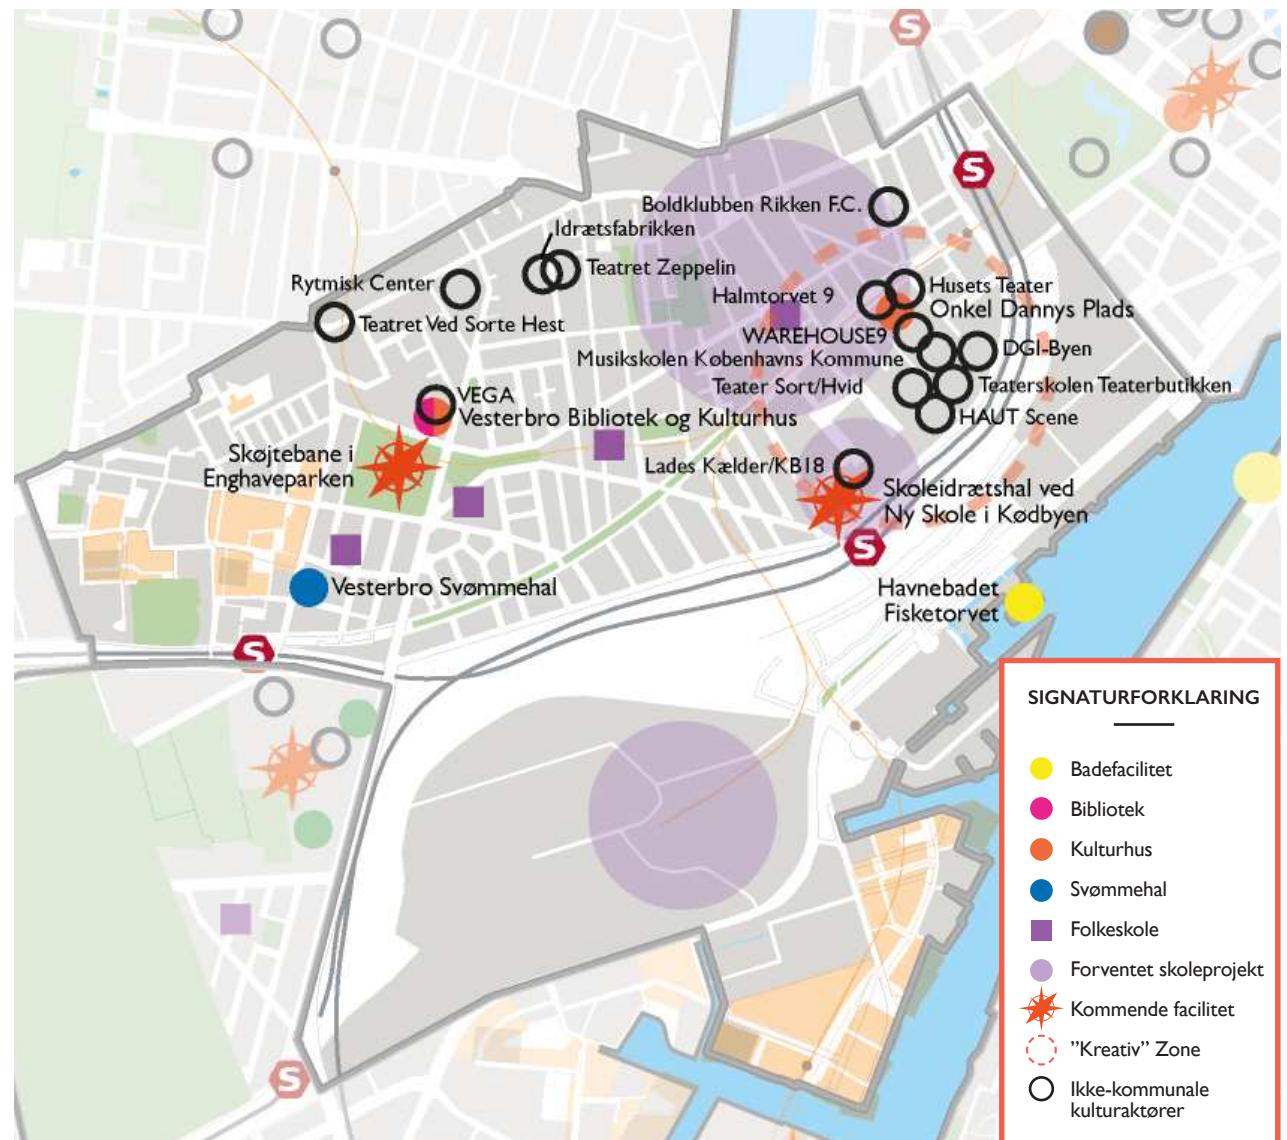 S
S
Boldklubben Rikken F.C.
Idrætsfabrikken
Teatret Zeppelin
Rytmisk Center
Husets Teater
Halmtorvet 9
Onkel Dannys Plads
Teatret Ved Sorte Hest
WAREHOUSE9
DGI-Byen
Musikskolen Københavns Kommune
Teater Sort/Hvid
Teaterskolen Teaterbutikken
VEGA
Vesterbro Bibliotek og Kulturhus
HAUT Scene
Skøjtebane i
Enghaveparken
Lades Kælder/KB18
Skoleidrætshal ved
Ny Skole i Kødbyen
S
Vesterbro Svømmehal
Havnebadet
Fisketorvet
S
SIGNATURFORKLARING
Badefacilitet
Bibliotek
Kulturhus
Svømmehal
Folkeskole
Forventet skoleprojekt
Kommende facilitet
”Kreativ” Zone
Ikke-kommunale
kulturaktører
S